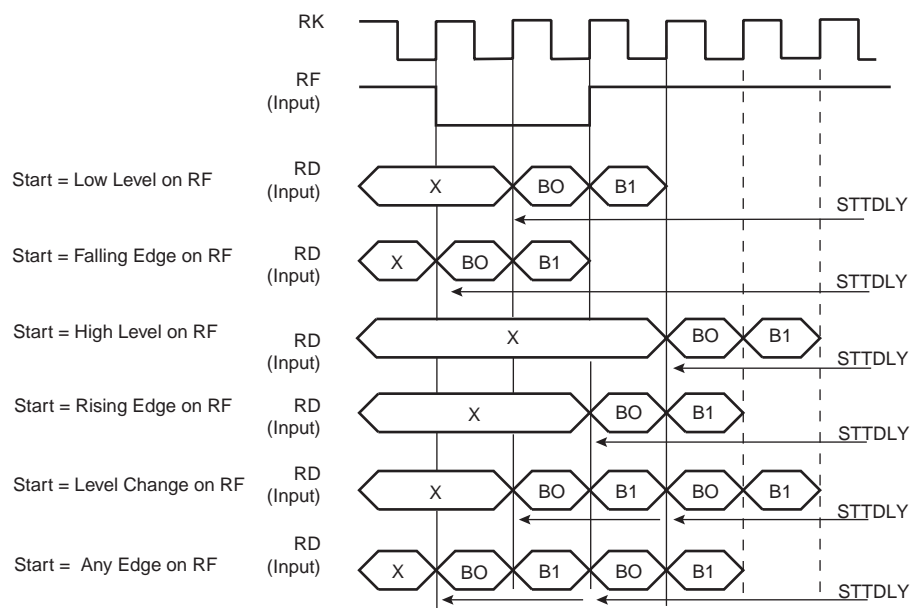 RK
RF
(Input)
Start = Low Level on RF
RD
(Input)
X
BO
B1
STTDLY
Start = Falling Edge on RF
RD
(Input)
X
BO
B1
STTDLY
Start = High Level on RF
RD
(Input)
X
BO
B1
STTDLY
Start = Rising Edge on RF
RD
(Input)
X
BO
B1
STTDLY
Start = Level Change on RF
RD
(Input)
X
BO
B1
BO
B1
STTDLY
Start = Any Edge on RF
RD
(Input)
X
BO
B1
BO
B1
STTDLY